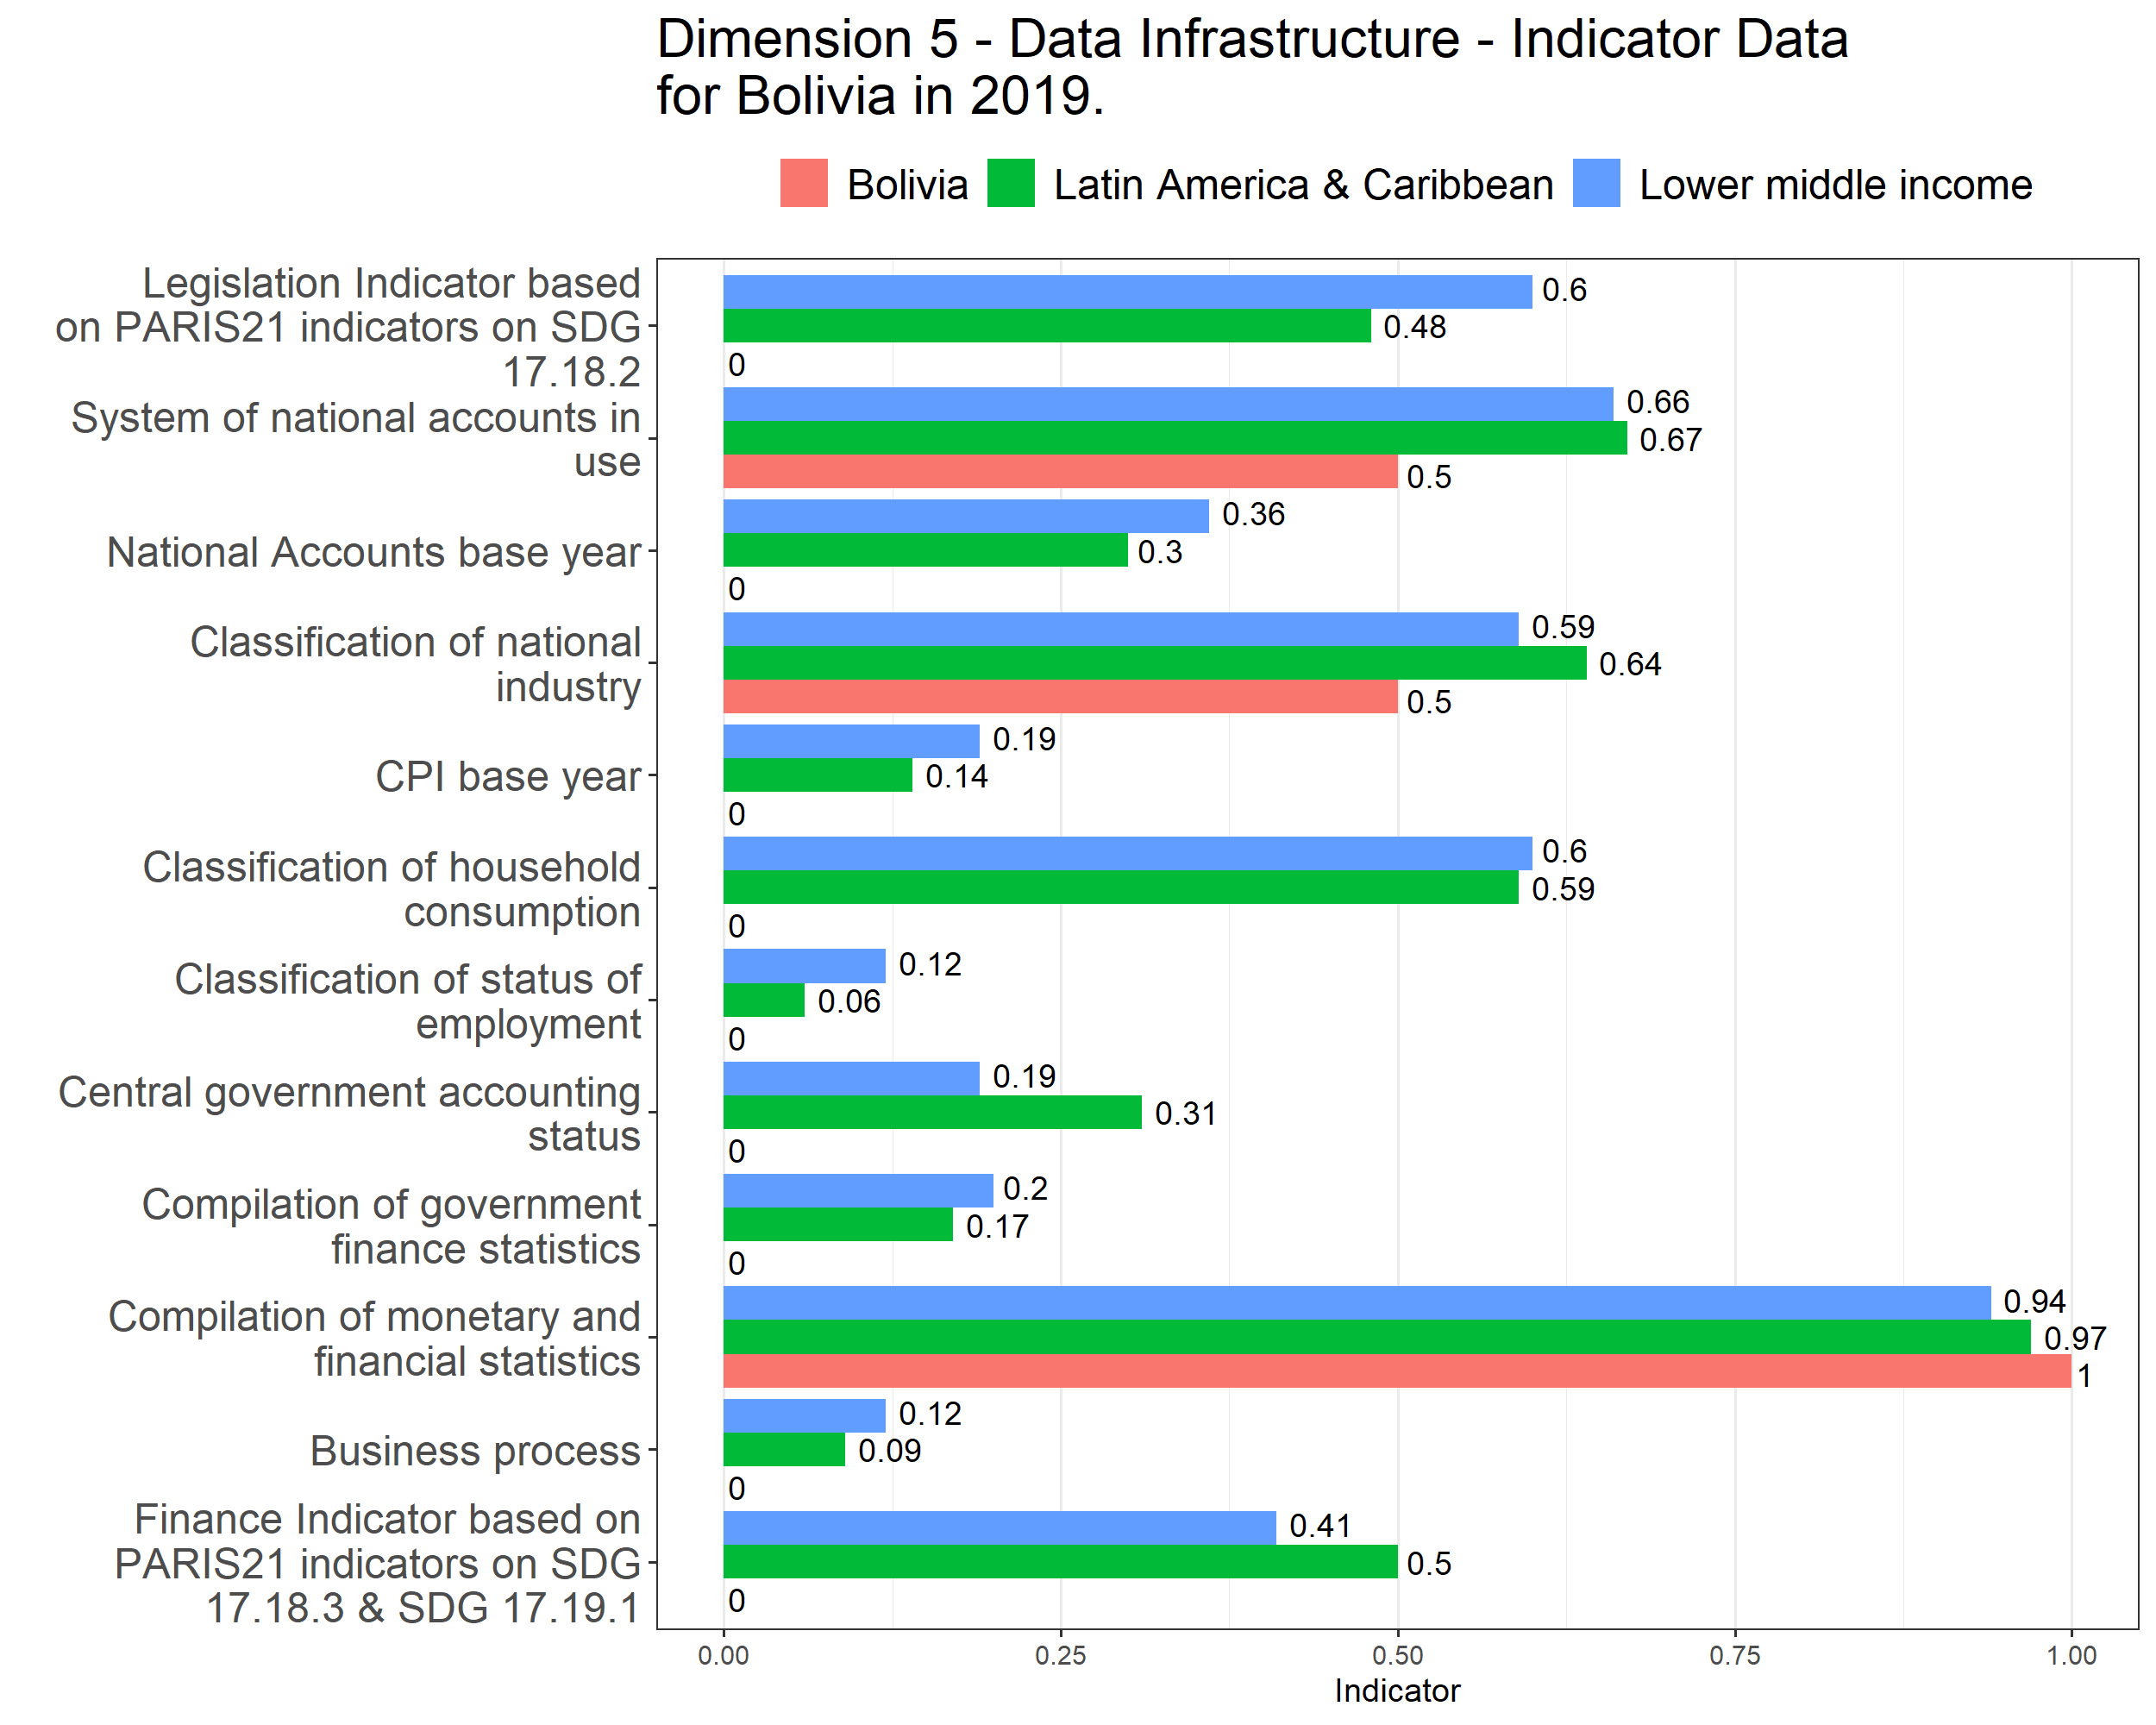 Dimension 5 - Data Infrastructure - Indicator Data
for Bolivia in 2019.
Bolivia
Latin America & Caribbean
Lower middle income
Legislation Indicator based
on PARIS21 indicators on SDG
17.18.2
0.6
0.48
0
System of national accounts in
use
0.66
0.67
0.5
National Accounts base year
0.36
0.3
0
Classification of national
industry
0.59
0.64
0.5
CPI base year
0.19
0.14
0
Classification of household
consumption
0.6
0.59
0
Classification of status of
employment
0.12
0.06
0
Central government accounting
status
0.19
0.31
0
Compilation of government
finance statistics
0.2
0.17
0
Compilation of monetary and
financial statistics
0.94
0.97
1
Business process
0.12
0.09
0
Finance Indicator based on
PARIS21 indicators on SDG
17.18.3 & SDG 17.19.1
0.41
0.5
0
0.00
0.25
0.50
0.75
1.00
Indicator